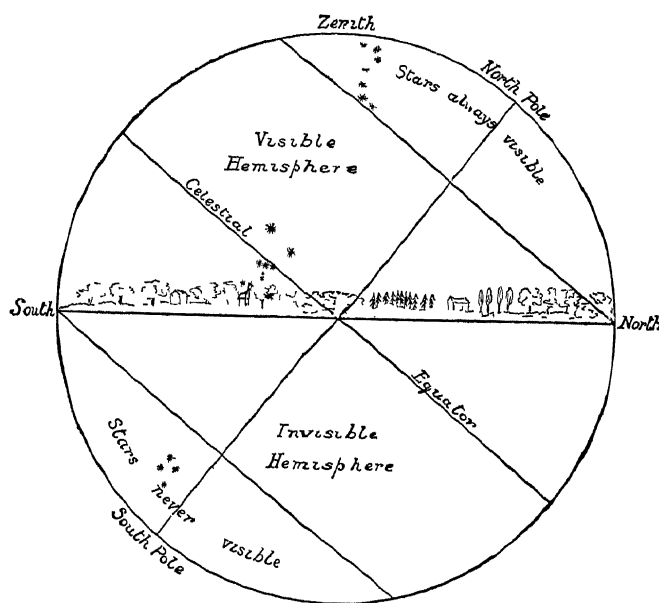 Zenith
North Pole
Stars always
visible
Visible
Hemisphere
Celestial
South
North
Equator
Invisible
Hemisphere
Stars
never
visible
South Pole